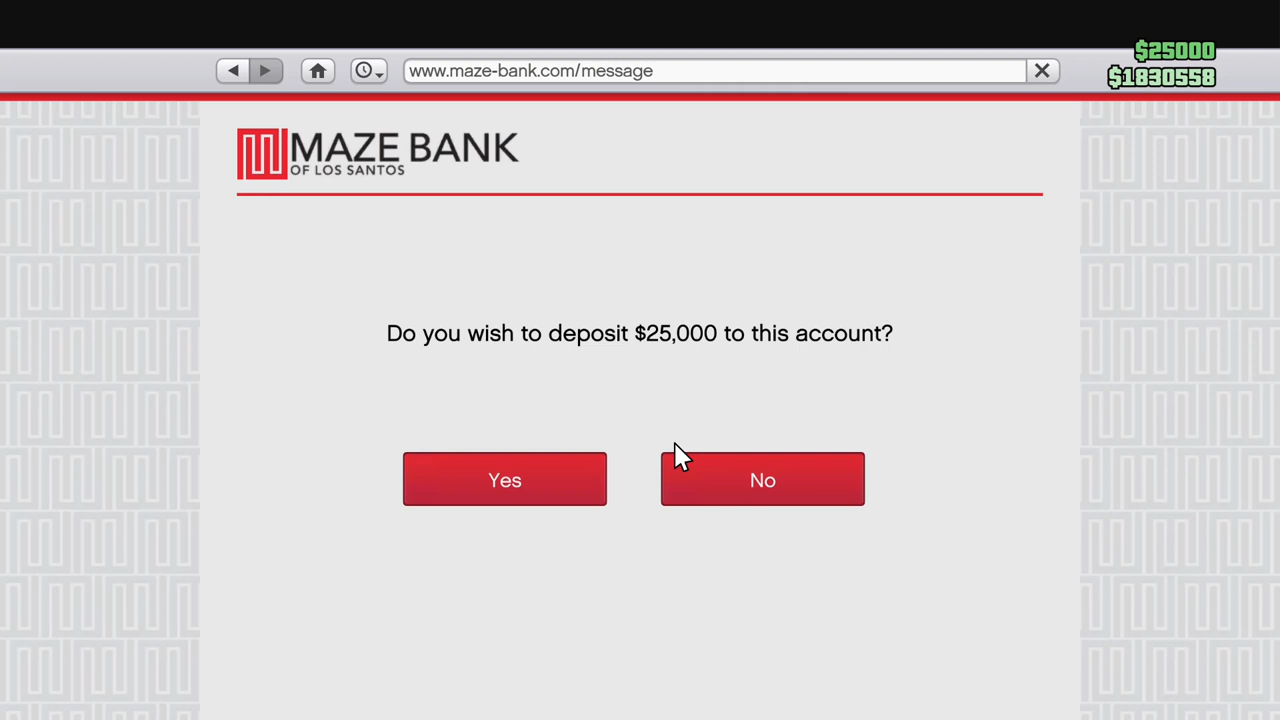 $25000
www.maze-bank.com/message
$1830558
MAZE BANK
OF LOS SANTOS
Do you wish to deposit $25,000 to this account?
Yes
No